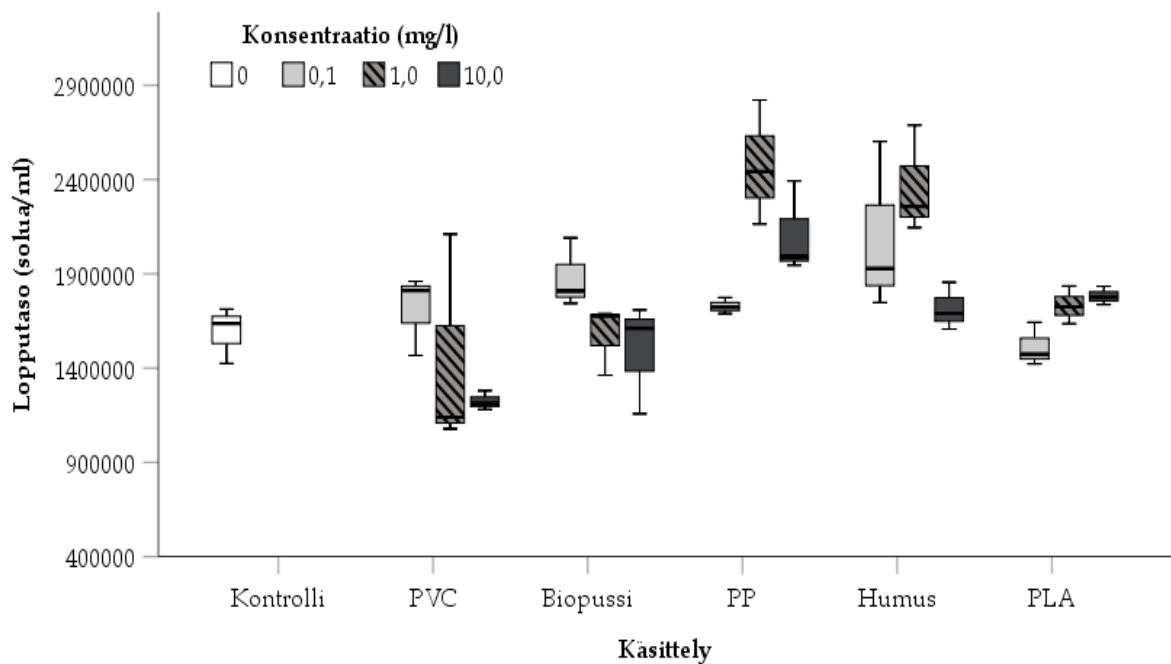 Konsentraatio (mg/l)
0 0,1 1,0 10,0
2900000
2400000
1900000
1400000
900000
400000
Lopputaso (solua/ml)
Kontrolli PVC Biopussi PP Humus PLA
Käsittely